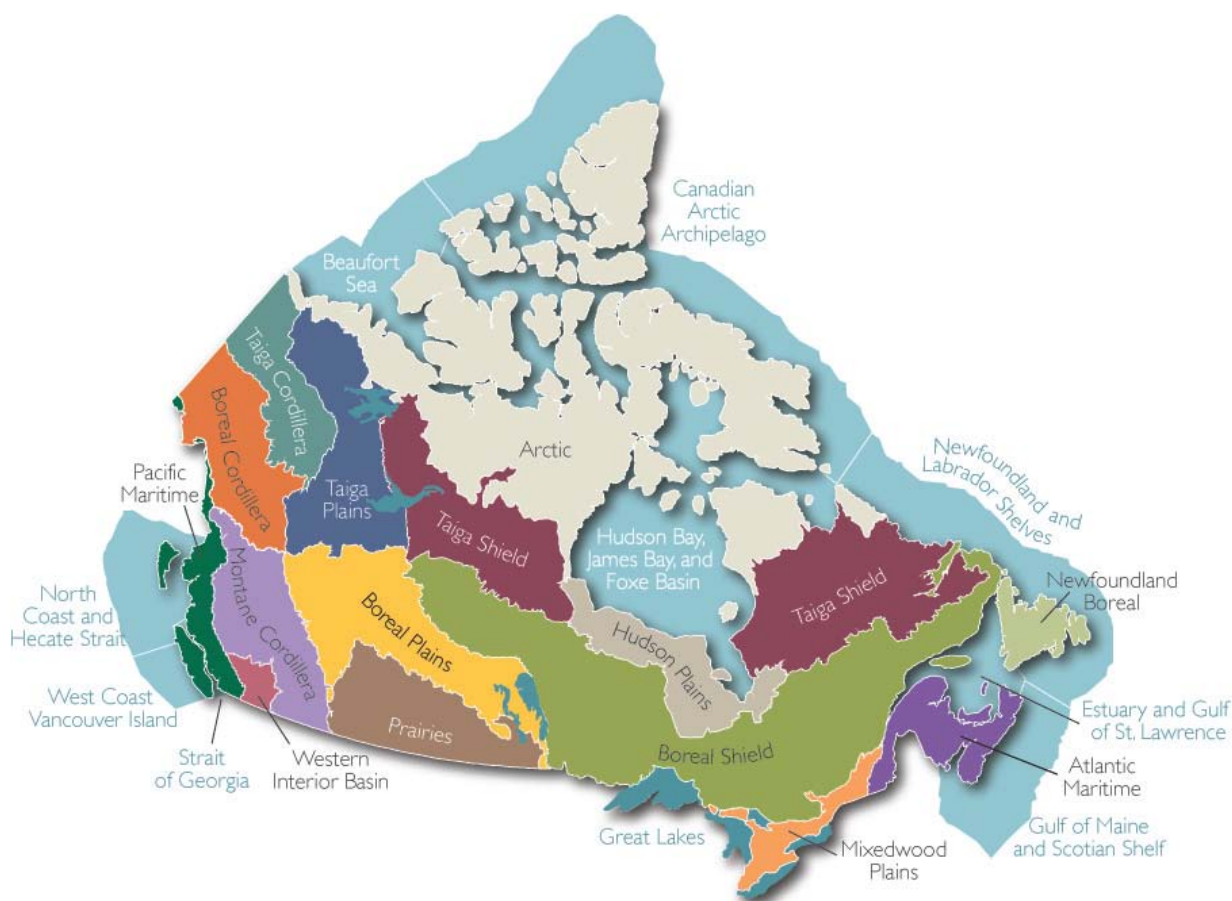 Canadian
Arctic
Archipelago
Beaufort
Sea
Taiga Cordillera
Boreal Cordillera
Pacific
Maritime
Taiga
Plains
Arctic
Newfoundland and
Labrador Shelves
Taiga Shield
Hudson Bay,
James Bay, and
Foxe Basin
Taiga Shield
Newfoundland
Boreal
North
Coast and
Hecate Strait
Montane Cordillera
Boreal Plains
Hudson Plains
West Coast
Vancouver Island
Prairies
Boreal Shield
Estuary and Gulf
of St. Lawrence
Strait
of Georgia
Western
Interior Basin
Atlantic
Maritime
Great Lakes
Mixedwood
Plains
Gulf of Maine
and Scotian Shelf